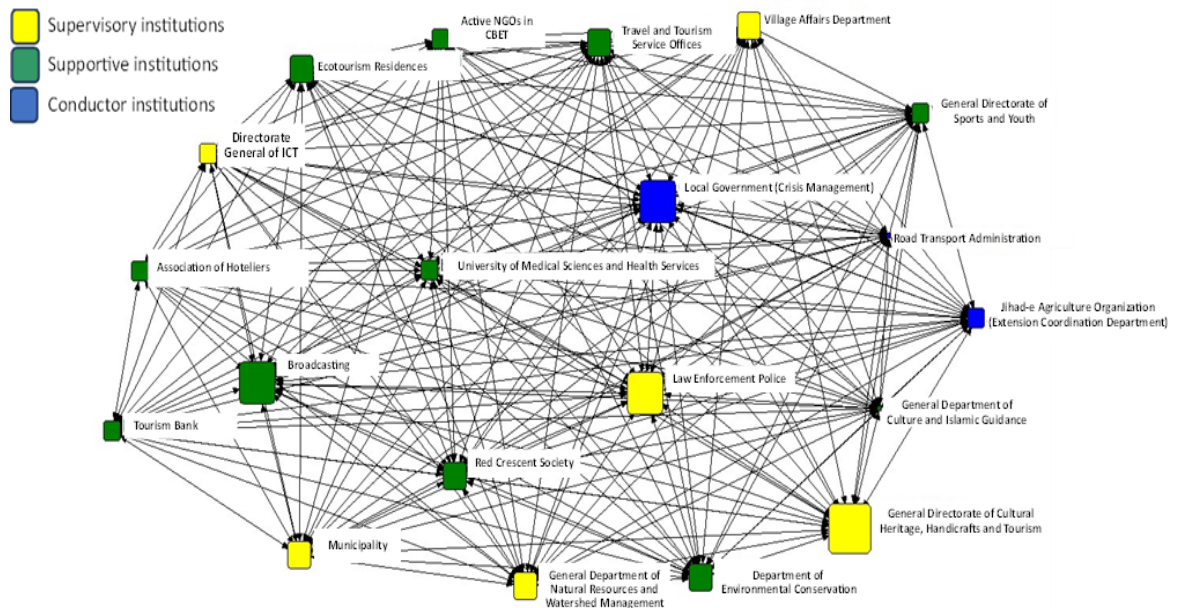 Supervisory institutions
Supportive institutions
Conductor institutions
Active NGOs in
CBET
Travel and Tourism
Service Offices
Village Affairs Department
Ecotourism Residences
General Directorate of
Sports and Youth
Directorate
General of ICT
Local Government (Crisis Management)
Road Transport Administration
Association of Hoteliers
University of Medical Sciences and Health Services
Jihad-e Agriculture Organization
(Extension Coordination Department)
Broadcasting
Law Enforcement Police
General Department of
Culture and Islamic Guidance
Tourism Bank
Red Crescent Society
General Directorate of Cultural
Heritage, Handicrafts and Tourism
Municipality
General Department of
Natural Resources and
Watershed Management
Department of
Environmental Conservation